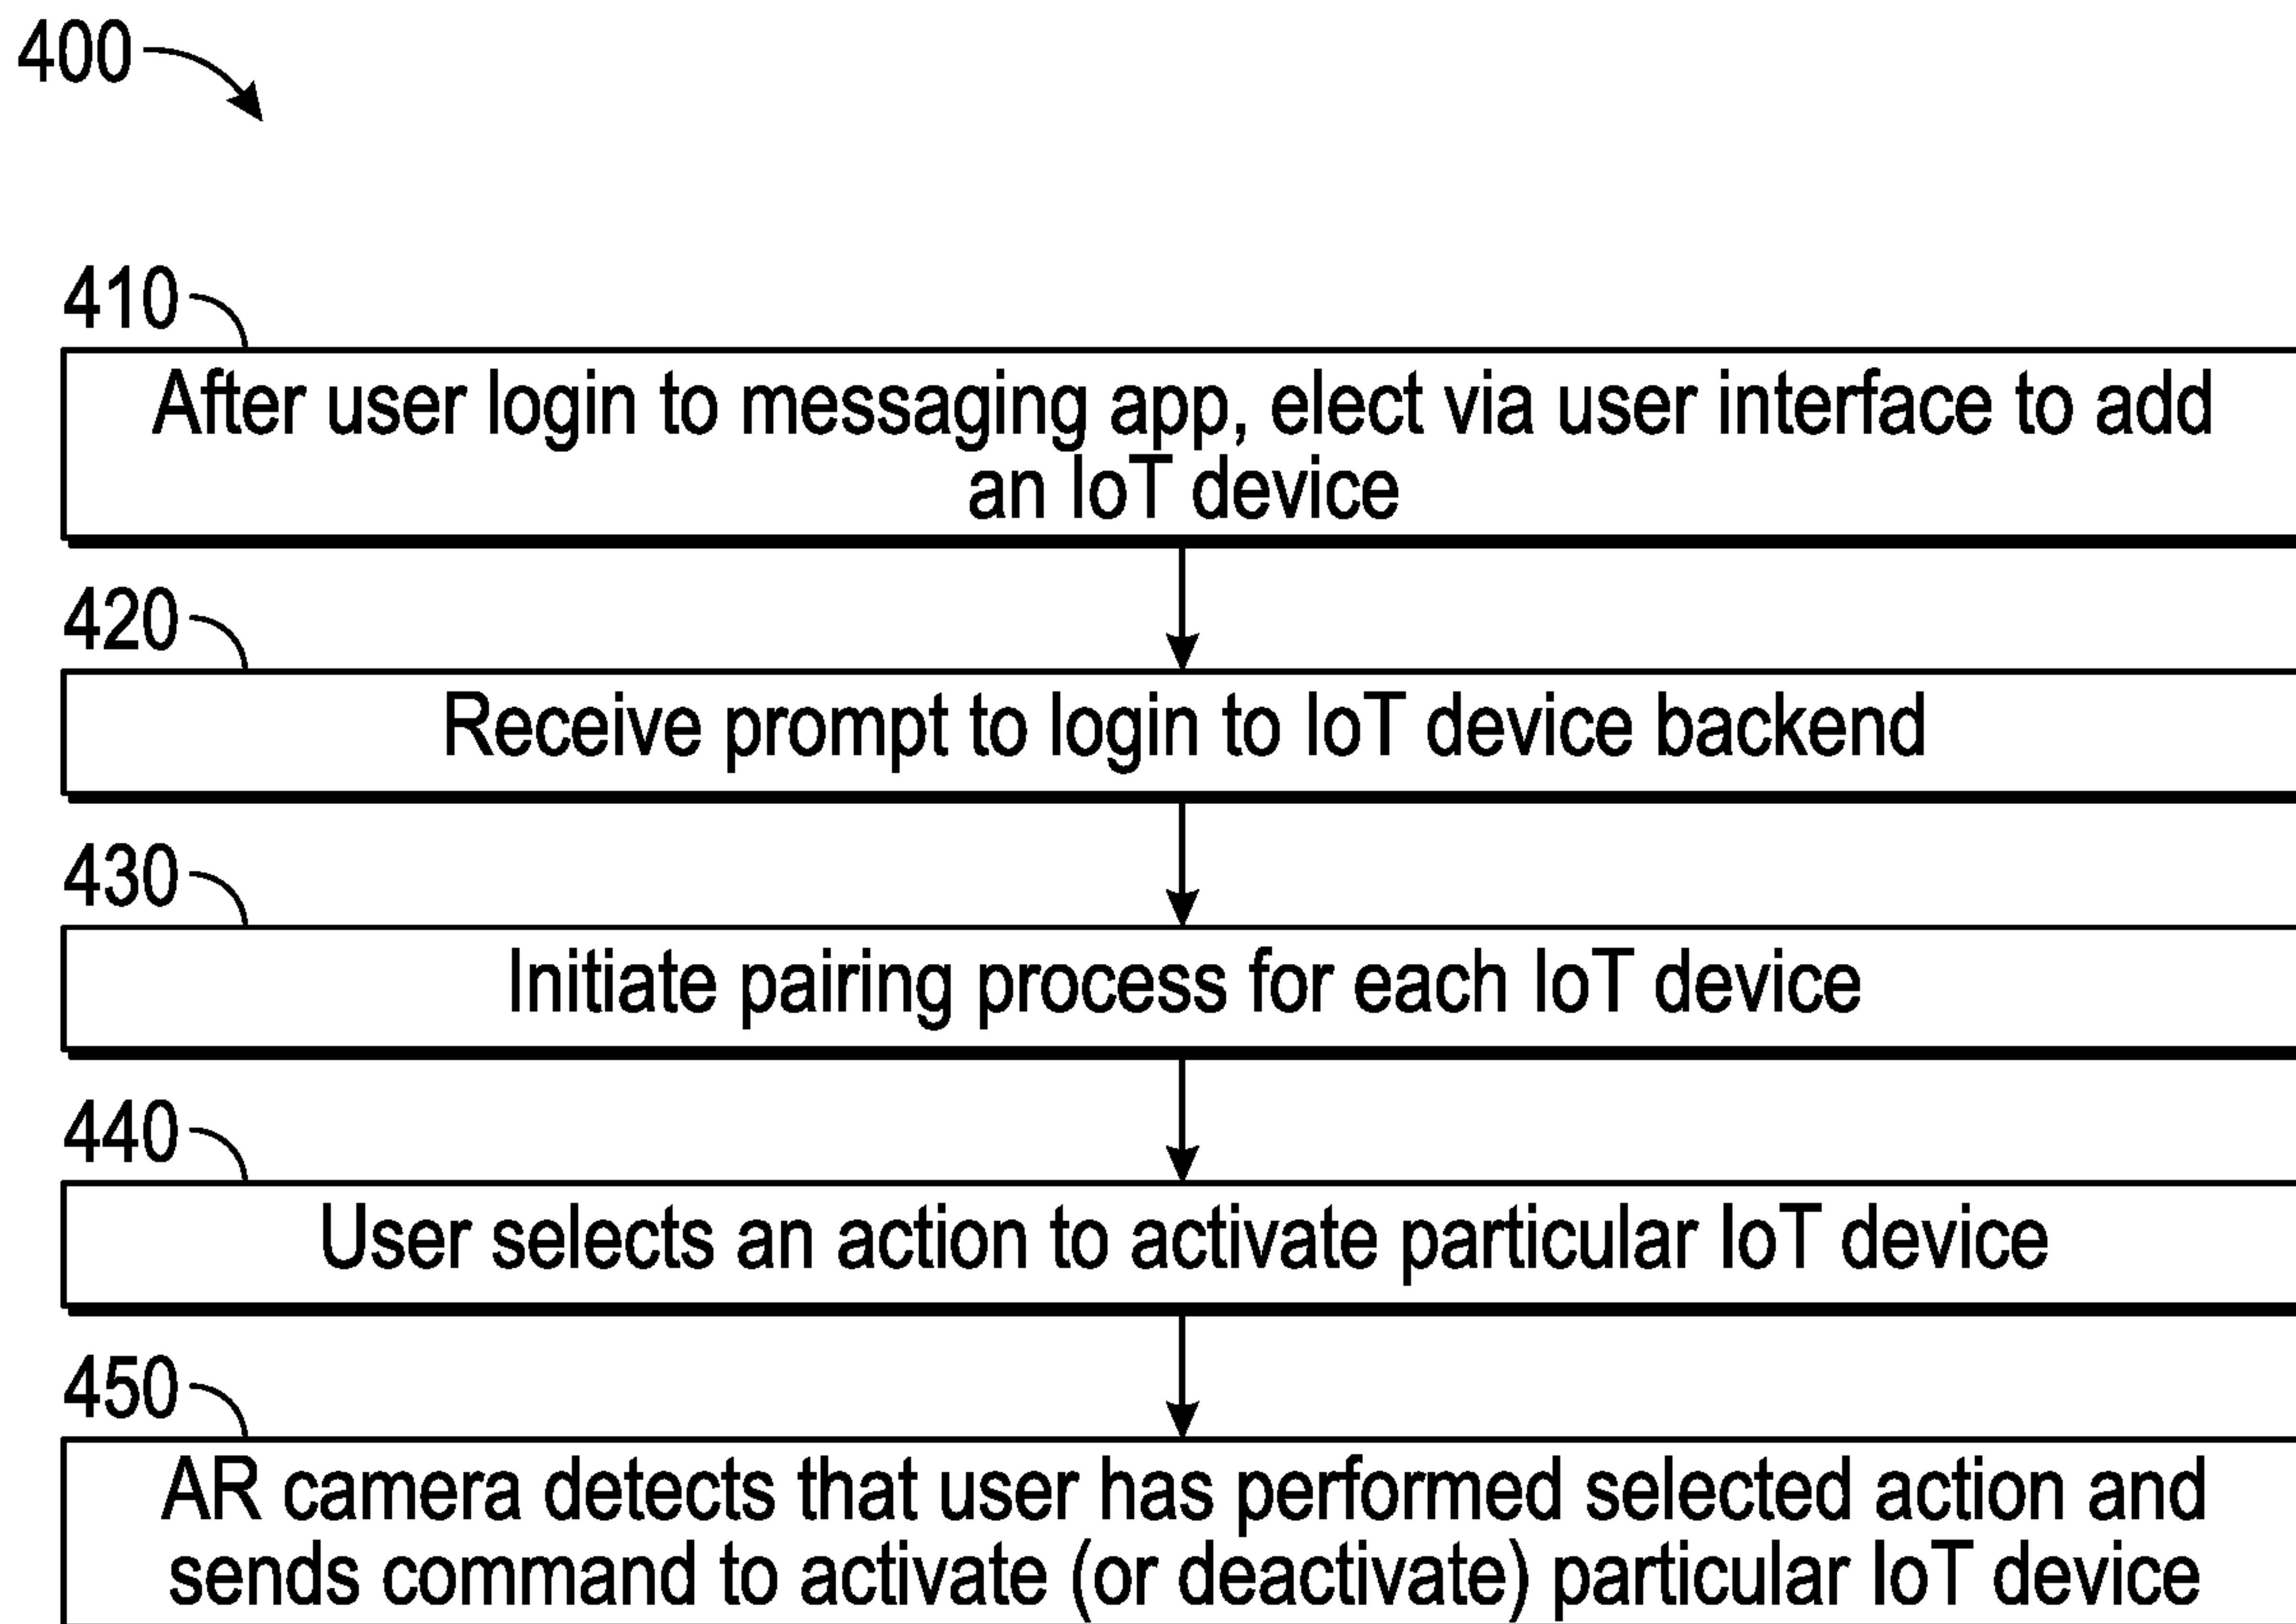 400
410
After user login to messaging app, elect via user interface to add
an IoT device
420
Receive prompt to login to IoT device backend
430
Initiate pairing process for each IoT device
440
User selects an action to activate particular IoT device
450
AR camera detects that user has performed selected action and
sends command to activate (or deactivate) particular IoT device